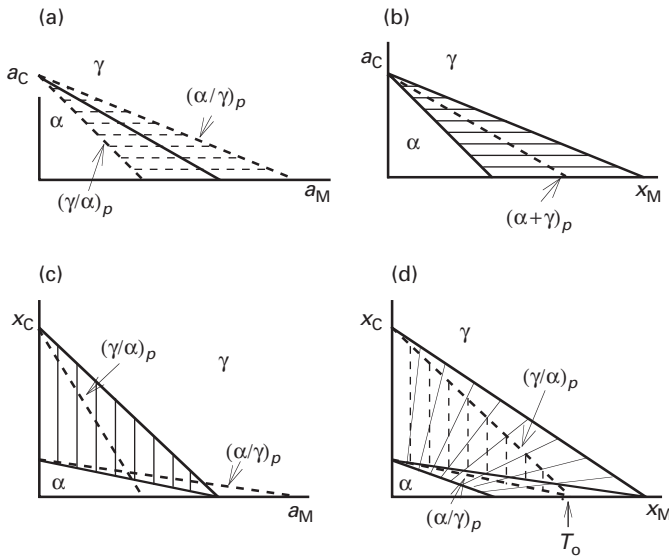 (a)
γ
a_C
(α/γ)_p
α
(γ/α)_p
a_M
(b)
a_C
γ
α
(α+γ)_p
x_M
(c)
x_C
(γ/α)_p
γ
(α/γ)_p
α
a_M
(d)
x_C
γ
(γ/α)_p
α
(α/γ)_p
x_M
T_o